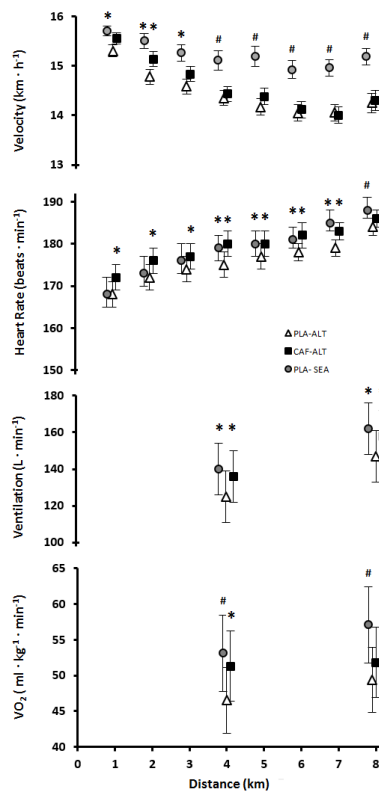 16
* * * *
# # # # #
15
14
13
Velocity (km · h⁻¹)
190
#
* * * ** ** ** **
180
170
160
150
Heart Rate (beats · min⁻¹)
PLA-ALT
CAF-ALT
PLA- SEA
180
*
* *
160
140
120
100
Ventilation (L · min⁻¹)
65
# #
*
60
55
50
45
40
VO₂ ( ml · kg⁻¹ · min⁻¹)
1 2 3 4 5 6 7 8
Distance (km)